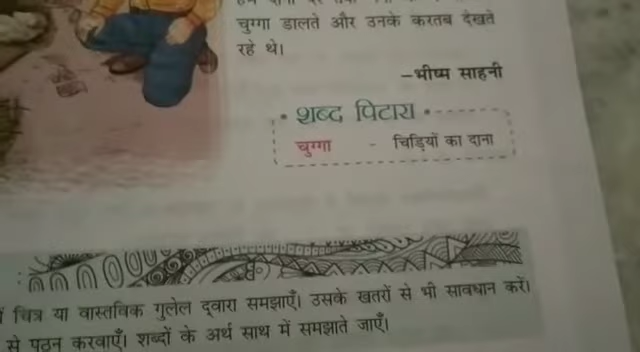 चुग्गा डालते और उनके करतब देखते
रहे थे।
–भीष्म साहनी
• शब्द पिटारा •
चुग्गा - चिड़ियों का दाना
चित्र या वास्तविक गुलेल द्वारा समझाएँ। उसके खतरों से भी सावधान करें।
से पठन करवाएँ। शब्दों के अर्थ साथ में समझाते जाएँ।